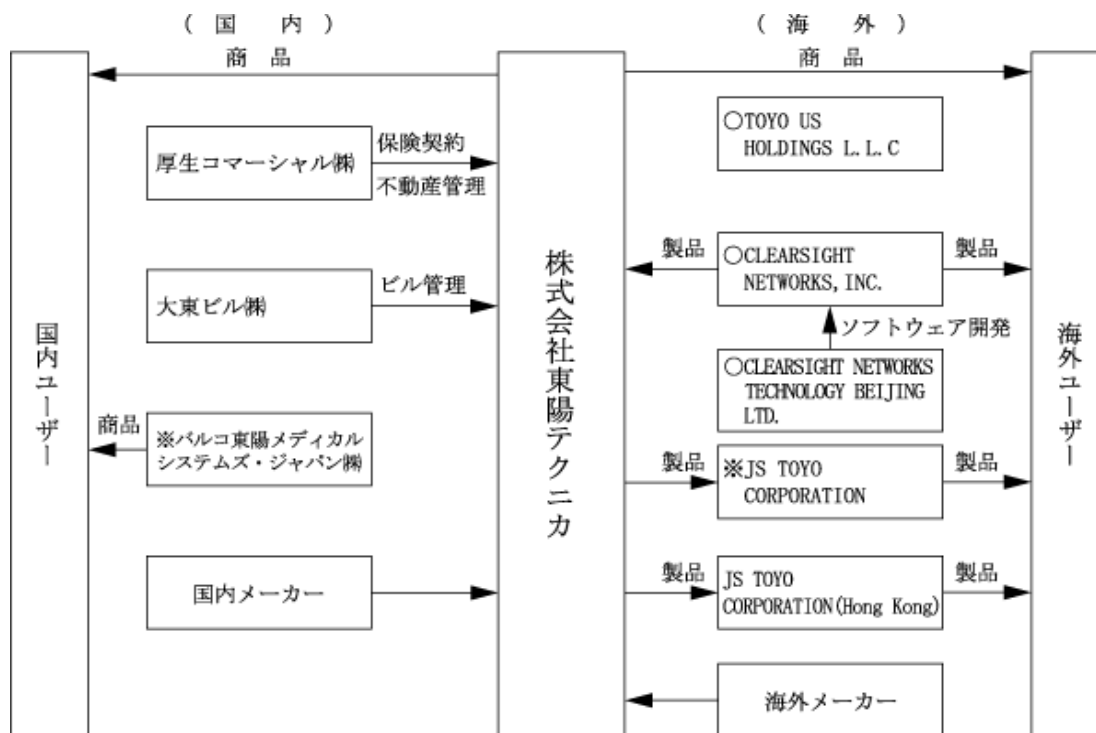 ( 国 内 )
( 海 外 )
商 品
商 品
国内ユーザー
株式会社東陽テクニカ
海外ユーザー
厚生コマーシャル㈱
保険契約
不動産管理
大東ビル㈱
ビル管理
商品
※バルコ東陽メディカル
システムズ・ジャパン㈱
国内メーカー
○TOYO US
HOLDINGS L.L.C
製品
○CLEARSIGHT
NETWORKS,INC.
製品
ソフトウェア開発
○CLEARSIGHT NETWORKS
TECHNOLOGY BEIJING
LTD.
製品
※JS TOYO
CORPORATION
製品
製品
JS TOYO
CORPORATION(Hong Kong)
製品
海外メーカー